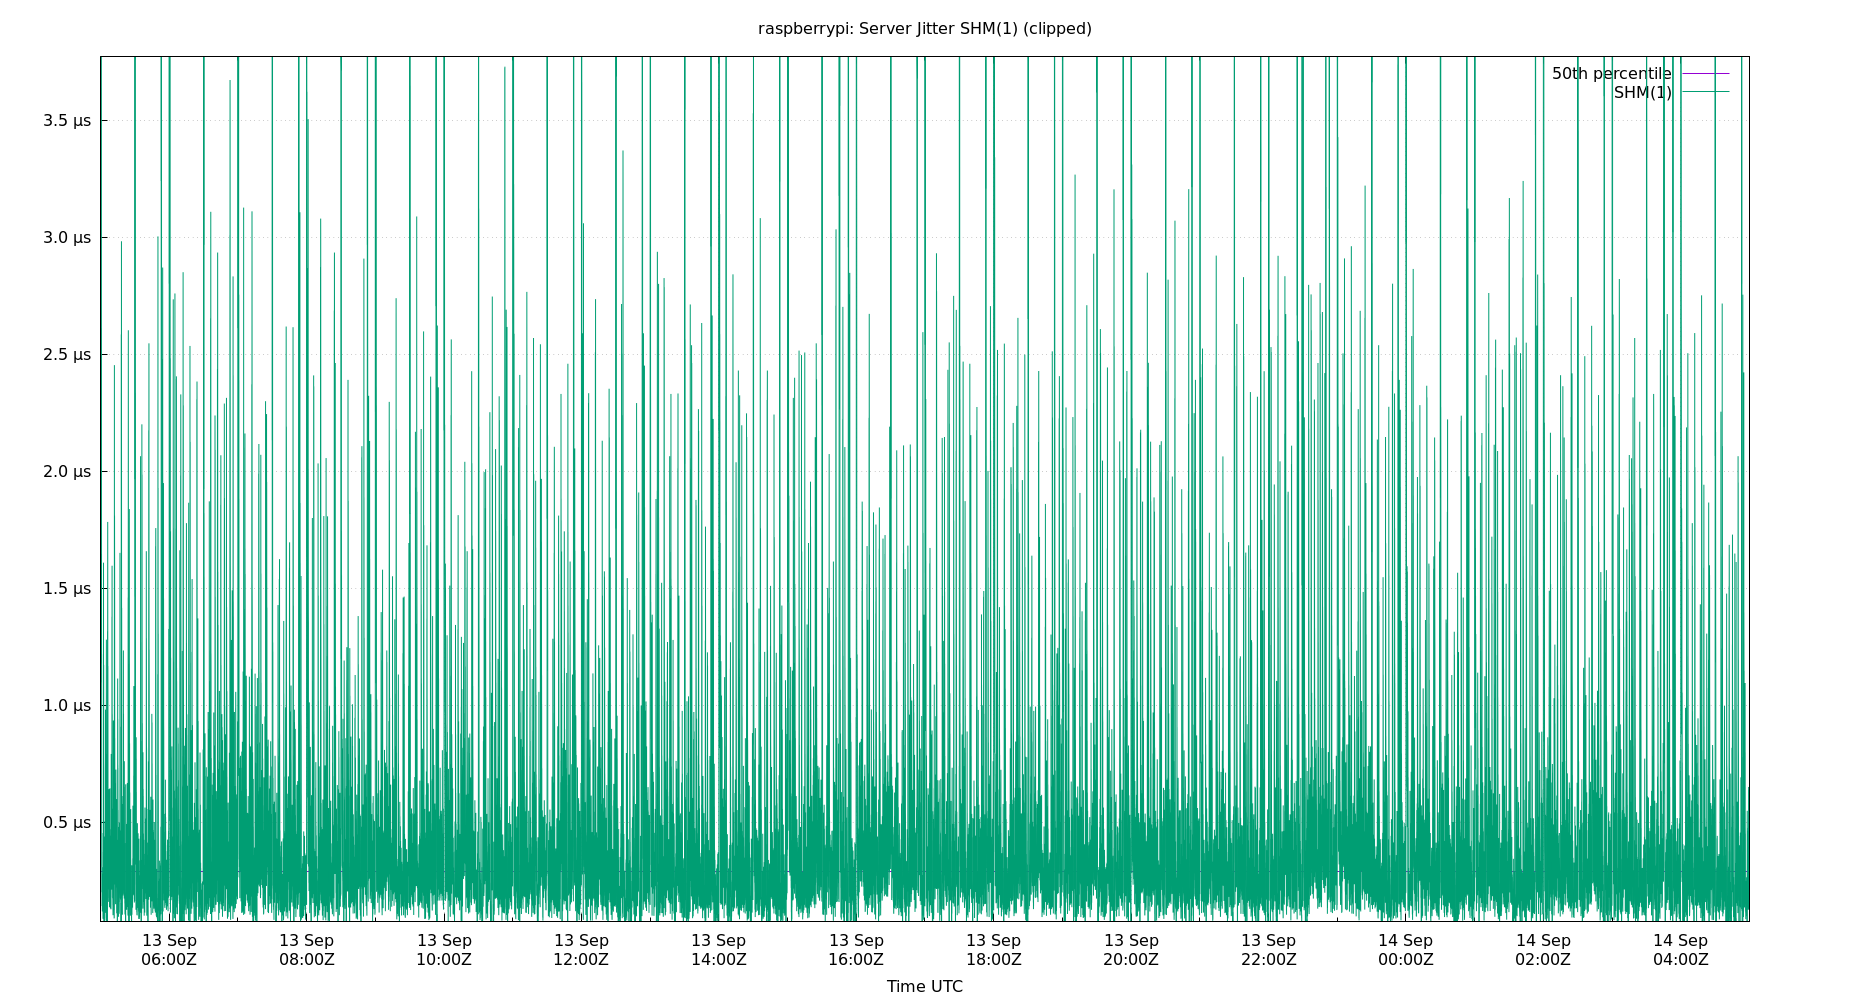 raspberrypi: Server Jitter SHM(1) (clipped)
50th percentile
SHM(1)
3.5 µs
3.0 µs
2.5 µs
2.0 µs
1.5 µs
1.0 µs
0.5 µs
13 Sep 13 Sep 13 Sep 13 Sep 13 Sep 13 Sep 13 Sep 13 Sep 13 Sep 14 Sep 14 Sep 14 Sep
06:00Z 08:00Z 10:00Z 12:00Z 14:00Z 16:00Z 18:00Z 20:00Z 22:00Z 00:00Z 02:00Z 04:00Z
Time UTC